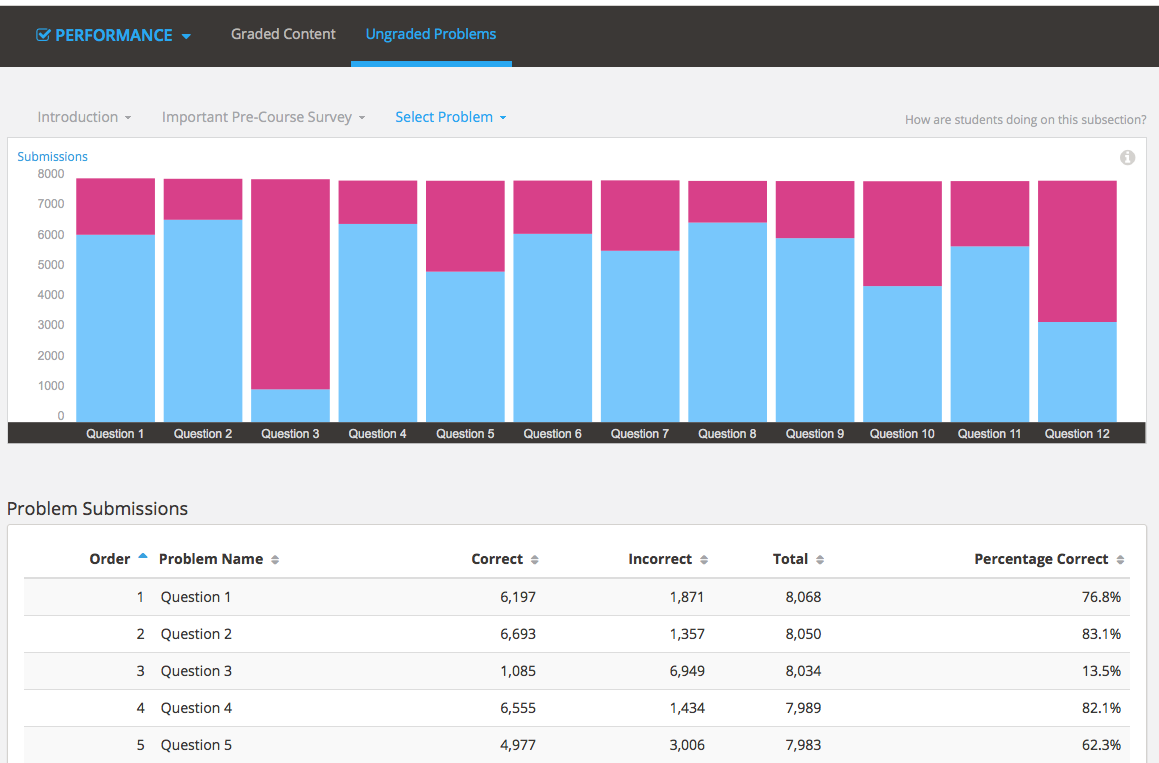 PERFORMANCE Graded Content Ungraded Problems
Introduction Important Pre-Course Survey Select Problem How are students doing on this subsection?
Submissions
8000
7000
6000
5000
4000
3000
2000
1000
0
Question 1 Question 2 Question 3 Question 4 Question 5 Question 6 Question 7 Question 8 Question 9 Question 10 Question 11 Question 12
Problem Submissions
Order Problem Name Correct Incorrect Total Percentage Correct
1 Question 1 6,197 1,871 8,068 76.8%
2 Question 2 6,693 1,357 8,050 83.1%
3 Question 3 1,085 6,949 8,034 13.5%
4 Question 4 6,555 1,434 7,989 82.1%
5 Question 5 4,977 3,006 7,983 62.3%